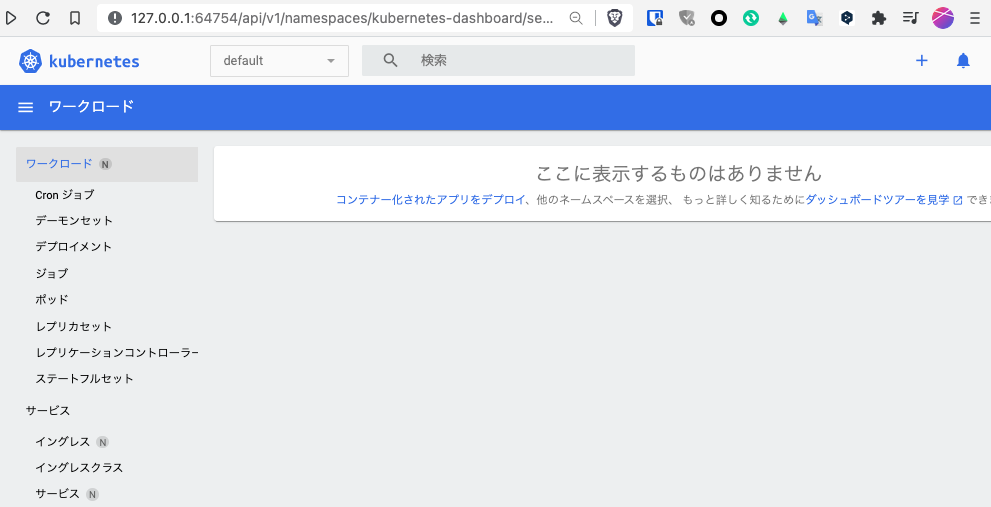 127.0.0.1:64754/api/v1/namespaces/kubernetes-dashboard/se...
kubernetes
default
検索
ワークロード
ワークロード N
Cron ジョブ
デーモンセット
デプロイメント
ジョブ
ポッド
レプリカセット
レプリケーションコントローラー
ステートフルセット
サービス
イングレス N
イングレスクラス
サービス N
ここに表示するものはありません
コンテナー化されたアプリをデプロイ、他のネームスペースを選択、 もっと詳しく知るためにダッシュボードツアーを見学 でき